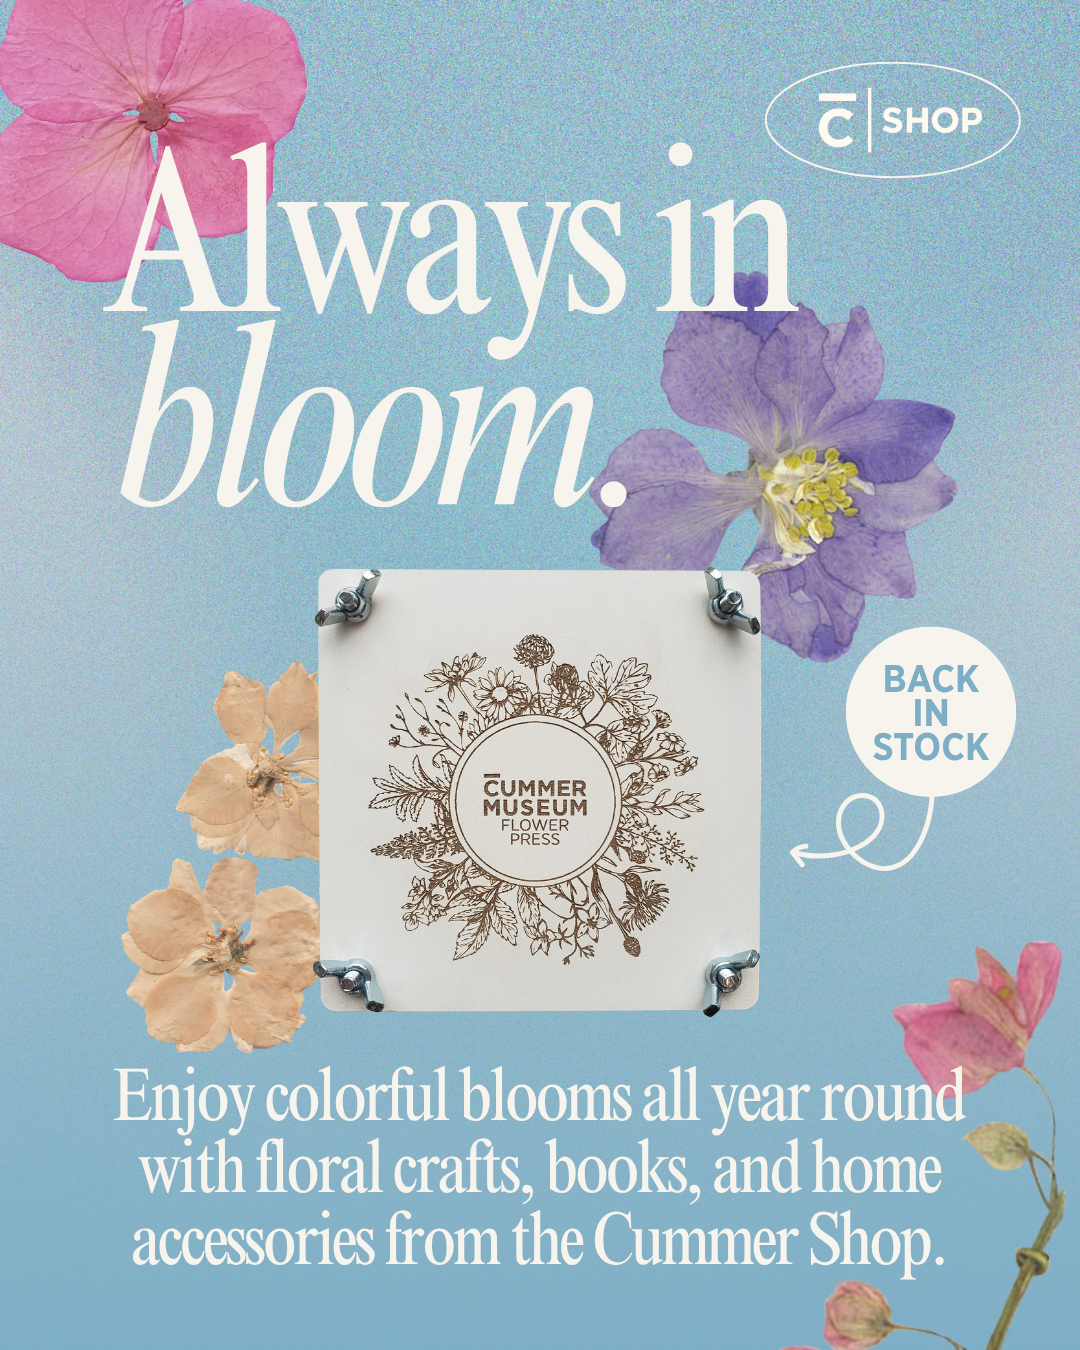 C̅ | SHOP
Always in
bloom.
BACK
IN
STOCK
C̅UMMER
MUSEUM
FLOWER
PRESS
Enjoy colorful blooms all year round
with floral crafts, books, and home
accessories from the Cummer Shop.